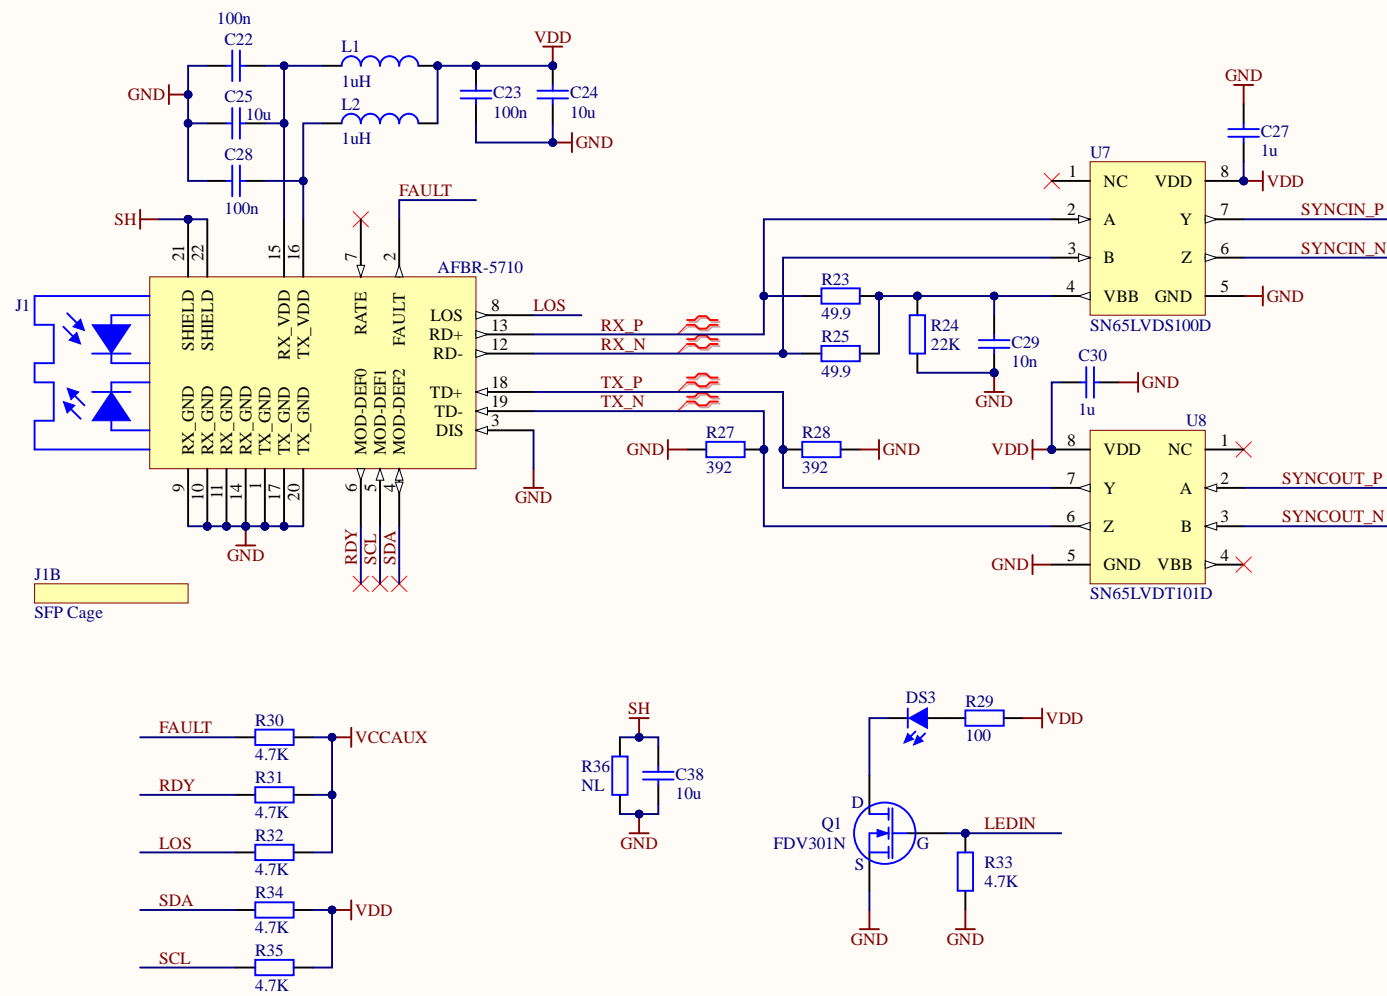 100n
C22
L1
1uH
VDD
GND
C25
10u
L2
1uH
C23
100n
C24
10u
GND
C28
100n
FAULT
SH
21
22
15
16
7
2
AFBR-5710
J1
SHIELD
SHIELD
RX_VDD
TX_VDD
RATE
FAULT
LOS
8
LOS
RD+
13
RX_P
RD-
12
RX_N
TD+
18
TX_P
TD-
19
TX_N
DIS
3
GND
RX_GND
RX_GND
RX_GND
RX_GND
TX_GND
TX_GND
TX_GND
MOD-DEF0
MOD-DEF1
MOD-DEF2
9
10
11
14
1
17
20
6
5
4
GND
RDY
SCL
SDA
J1B
SFP Cage
R23
49.9
R25
49.9
R24
22K
C29
10n
GND
GND
R27
392
R28
392
GND
GND
C27
1u
U7
1
NC
VDD
8
VDD
2
A
Y
7
SYNCIN_P
3
B
Z
6
SYNCIN_N
4
VBB
GND
5
GND
SN65LVDS100D
C30
1u
GND
U8
VDD
8
VDD
NC
1
7
Y
A
2
SYNCOUT_P
6
Z
B
3
SYNCOUT_N
GND
5
GND
VBB
4
SN65LVDT101D
FAULT
R30
4.7K
VCCAUX
RDY
R31
4.7K
LOS
R32
4.7K
SDA
R34
4.7K
VDD
SCL
R35
4.7K
SH
R36
NL
C38
10u
GND
DS3
R29
100
VDD
D
Q1
FDV301N
S
G
LEDIN
R33
4.7K
GND
GND